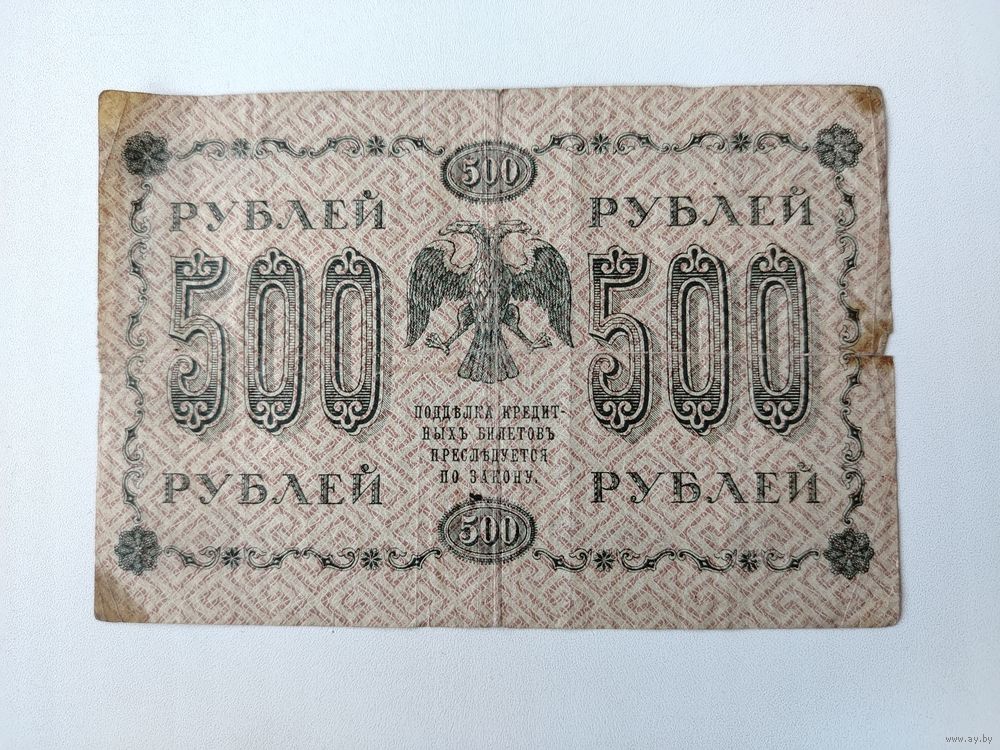 500
РУБЛЕЙ РУБЛЕЙ
500 500
ПОДДѢЛКА КРЕДИТ-
НЫХЪ БИЛЕТОВЪ
ПРЕСЛѢДУЕТСЯ
ПО ЗАКОНУ.
РУБЛЕЙ РУБЛЕЙ
500
www.ay.by